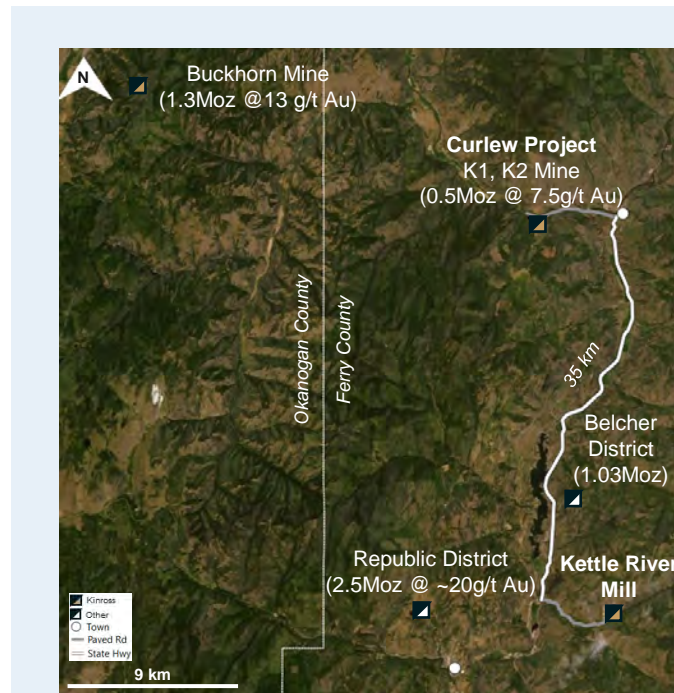 N
Buckhorn Mine
(1.3Moz @13 g/t Au)
Curlew Project
K1, K2 Mine
(0.5Moz @ 7.5g/t Au)
Okanogan County
Ferry County
35 km
Belcher
District
(1.03Moz)
Republic District
(2.5Moz @ ~20g/t Au)
Kettle River
Mill
Kinross
Other
Town
Paved Rd
State Hwy
9 km